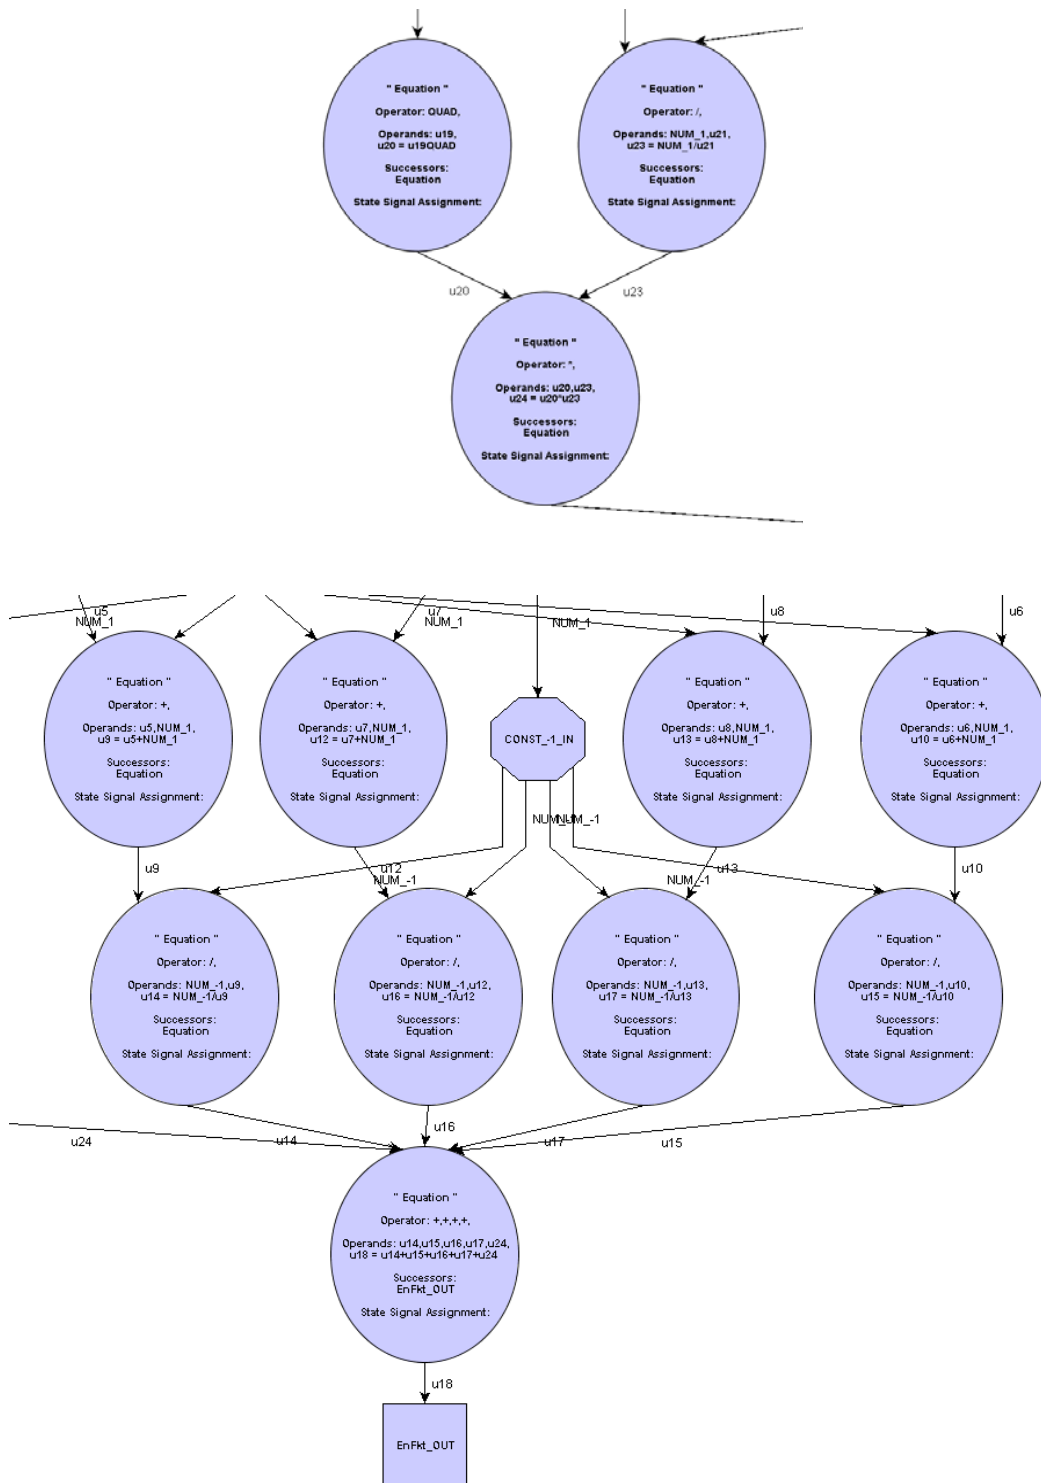 " Equation "
Operator: QUAD,
Operands: u19,
u20 = u19QUAD
Successors:
Equation
State Signal Assignment:
" Equation "
Operator: /,
Operands: NUM_1,u21,
u23 = NUM_1/u21
Successors:
Equation
State Signal Assignment:
u20
u23
" Equation "
Operator: *,
Operands: u20,u23,
u24 = u20*u23
Successors:
Equation
State Signal Assignment:
u5
NUM_1
u7
NUM_1
NUM_1
u8
u6
" Equation "
Operator: +,
Operands: u5,NUM_1,
u9 = u5+NUM_1
Successors:
Equation
State Signal Assignment:
" Equation "
Operator: +,
Operands: u7,NUM_1,
u12 = u7+NUM_1
Successors:
Equation
State Signal Assignment:
CONST_-1_IN
" Equation "
Operator: +,
Operands: u8,NUM_1,
u13 = u8+NUM_1
Successors:
Equation
State Signal Assignment:
" Equation "
Operator: +,
Operands: u6,NUM_1,
u10 = u6+NUM_1
Successors:
Equation
State Signal Assignment:
NUM_-1
u9
u12
NUM_-1
NUM_-1
u13
u10
" Equation "
Operator: /,
Operands: NUM_-1,u9,
u14 = NUM_-1/u9
Successors:
Equation
State Signal Assignment:
" Equation "
Operator: /,
Operands: NUM_-1,u12,
u16 = NUM_-1/u12
Successors:
Equation
State Signal Assignment:
" Equation "
Operator: /,
Operands: NUM_-1,u13,
u17 = NUM_-1/u13
Successors:
Equation
State Signal Assignment:
" Equation "
Operator: /,
Operands: NUM_-1,u10,
u15 = NUM_-1/u10
Successors:
Equation
State Signal Assignment:
u24
u14
u16
u17
u15
" Equation "
Operator: +,+,+,+,
Operands: u14,u15,u16,u17,u24,
u18 = u14+u15+u16+u17+u24
Successors:
EnFkt_OUT
State Signal Assignment:
u18
EnFkt_OUT